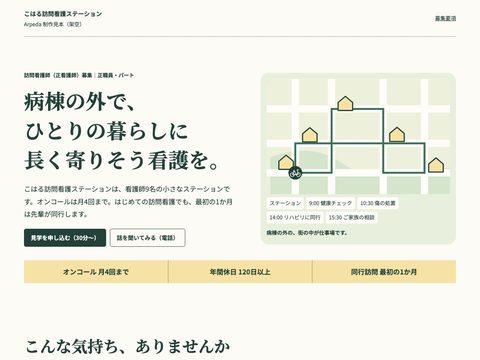 こはる訪問看護ステーション
Arpeda 制作見本（架空）
募集要項
訪問看護師（正看護師）募集｜正職員・パート
病棟の外で、
ひとりの暮らしに
長く寄りそう看護を。
こはる訪問看護ステーションは、看護師9名の小さなステーションで
す。オンコールは月4回まで。はじめての訪問看護でも、最初の1か月
は先輩が同行します。
見学を申し込む（30分〜）
話を聞いてみる（電話）
ステーション
9:00 健康チェック
10:30 傷の処置
14:00 リハビリに同行
15:30 ご家族の相談
病棟の外の、街の中が仕事場です。
オンコール 月4回まで
年間休日 120日以上
同行訪問 最初の1か月
こんな気持ち、ありませんか